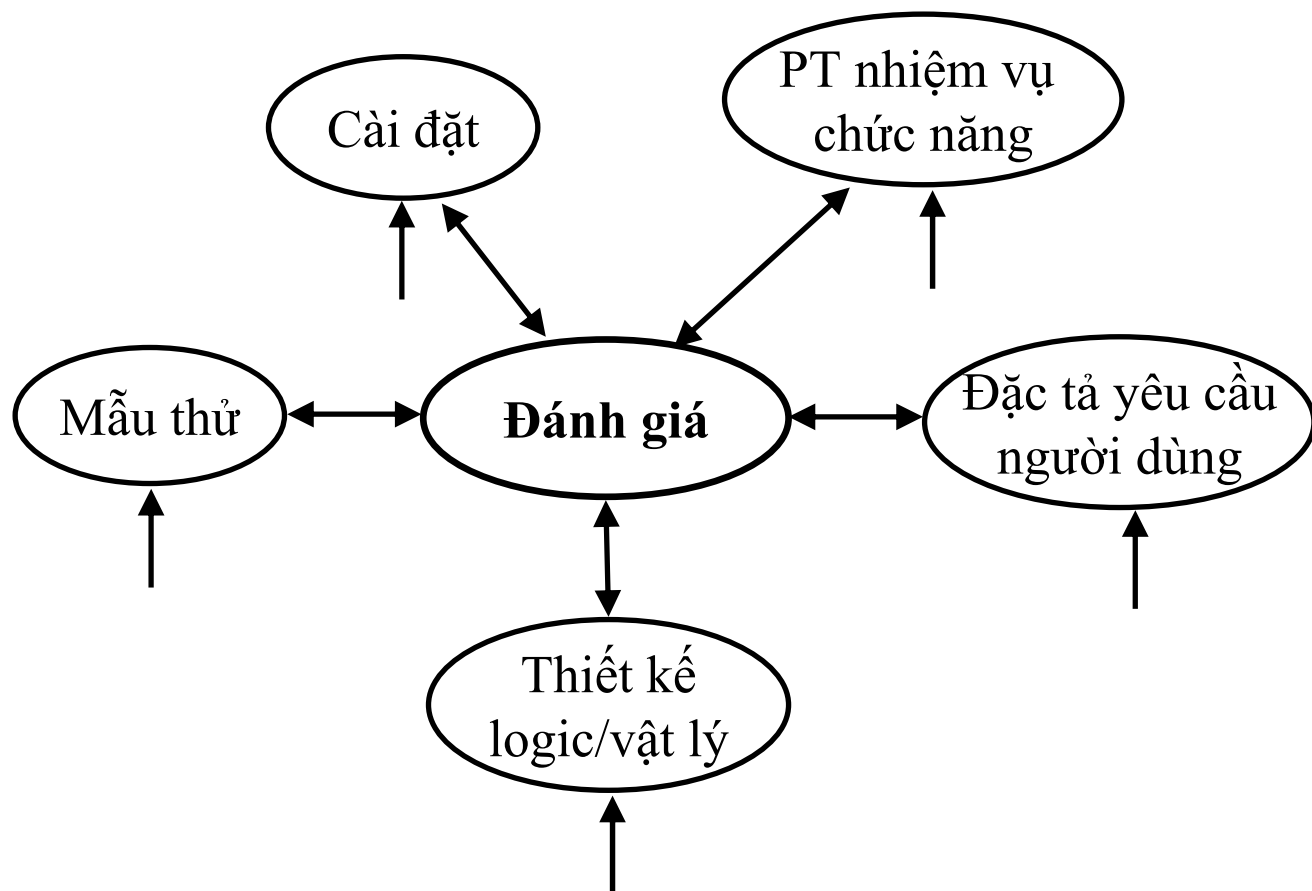 PT nhiệm vụ
chức năng
Cài đặt
Mẫu thử
Đánh giá
Đặc tả yêu cầu
người dùng
Thiết kế
logic/vật lý